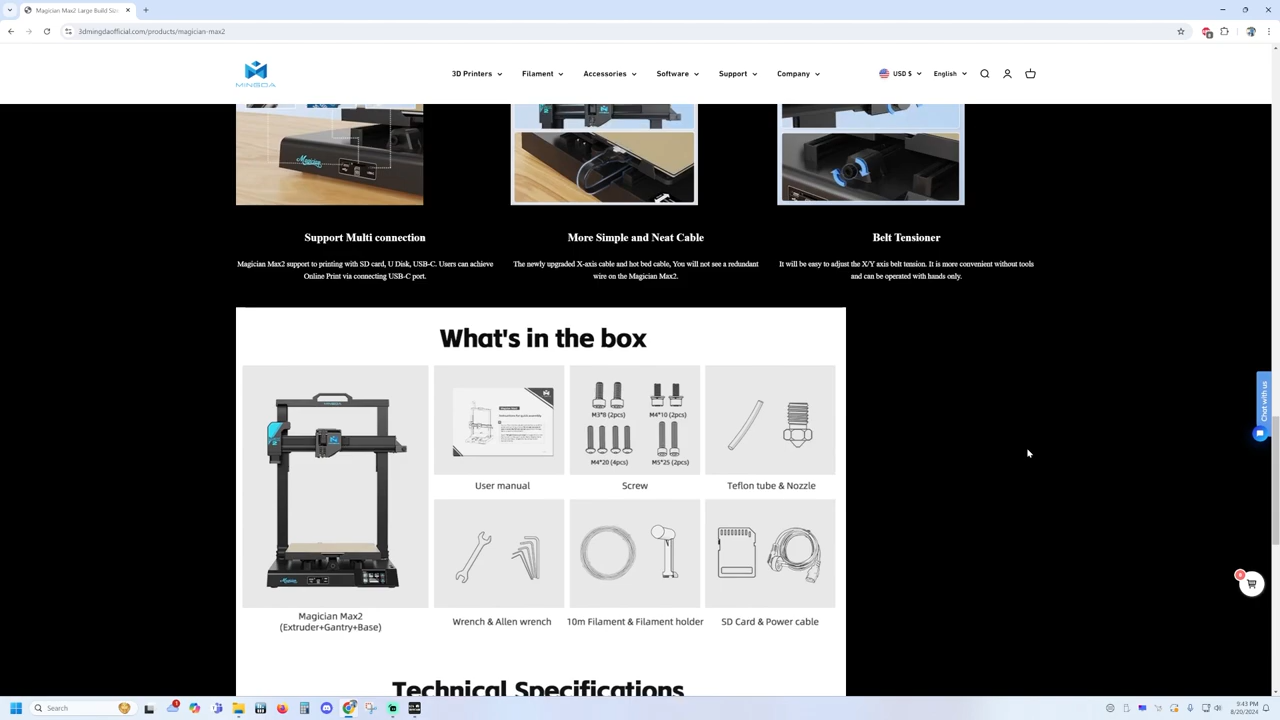 Magician Max2 Large Build Siz
3dmingdaofficial.com/products/magician-max2
MINGDA
3D Printers
Filament
Accessories
Software
Support
Company
USD $
English
Magician
Support Multi connection
More Simple and Neat Cable
Belt Tensioner
Magician Max2 support to printing with SD card, U Disk, USB-C. Users can achieve
Online Print via connecting USB-C port.
The newly upgraded X-axis cable and hot bed cable, You will not see a redundant
wire on the Magician Max2.
It will be easy to adjust the X/Y axis belt tension. It is more convenient without tools
and can be operated with hands only.
Chat with us
What's in the box
M3*8 (2pcs)
M4*10 (2pcs)
M4*20 (4pcs)
M5*25 (2pcs)
User manual
Screw
Teflon tube & Nozzle
MINGDA
Magician
Magician Max2
(Extruder+Gantry+Base)
Wrench & Allen wrench
10m Filament & Filament holder
SD Card & Power cable
Technical Specifications
Search
9:43 PM
8/20/2024